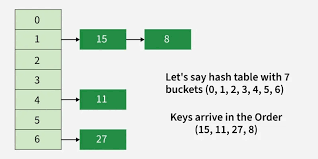 0
1 15 8
2
3
4 11
5
6 27
Let's say hash table with 7
buckets (0, 1, 2, 3, 4, 5, 6)
Keys arrive in the Order
(15, 11, 27, 8)